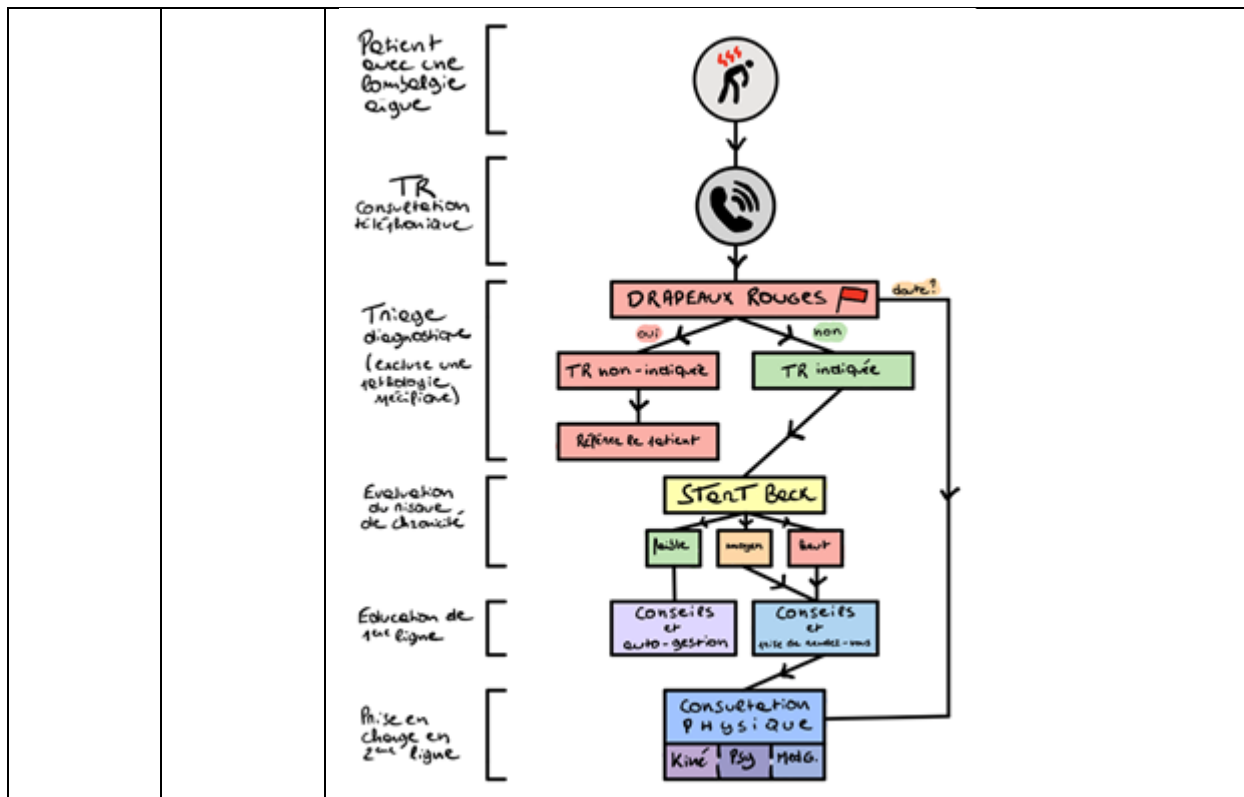 Patient
avec une
lombalgie
aigue
TR
Consultation
téléphonique
DRAPEAUX ROUGES
doute?
Triage
diagnostique
(exclure une
pathologie
spécifique)
oui
non
TR non-indiquée
TR indiquée
Réfère le patient
Evaluation
du risque
de chronicité
STarT Back
faible
moyen
haut
Education de
1ère ligne
Conseils
et
auto-gestion
Conseils
et
prise de rendez-vous
Prise en
charge en
2ème ligne
Consultation
PHYSIQUE
Kiné
Psy
Med G.